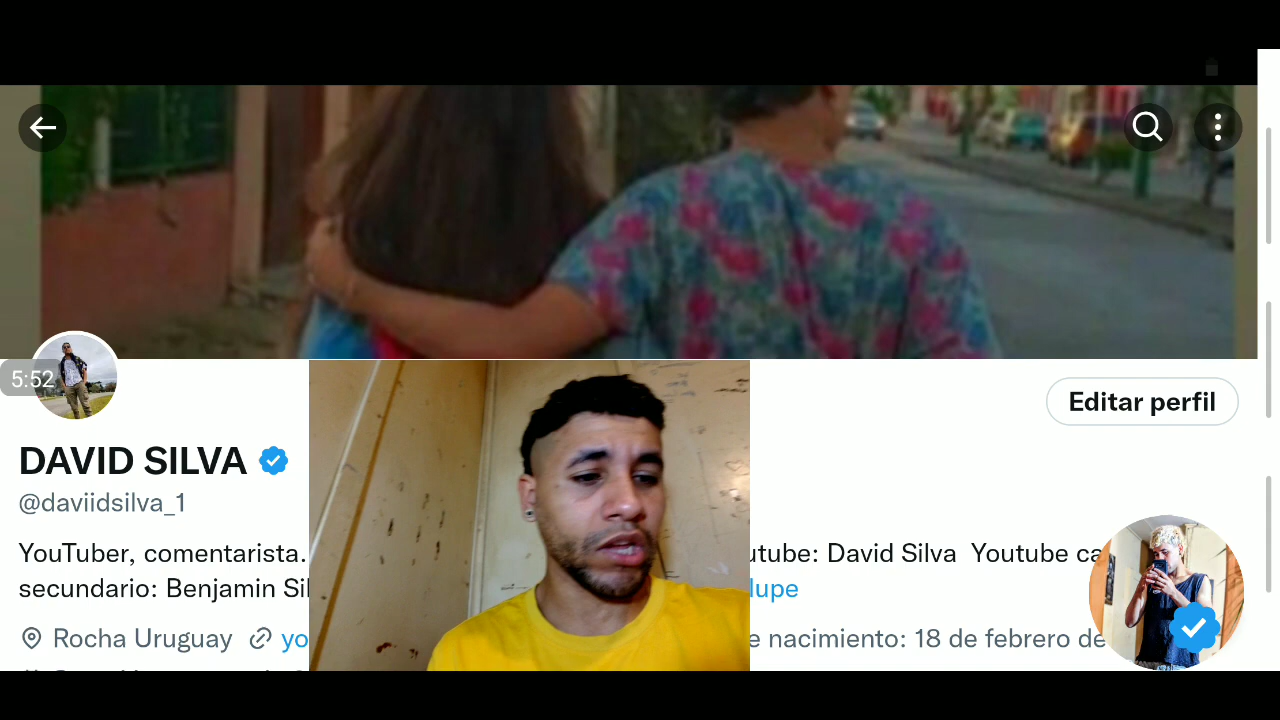 5:52
Editar perfil
DAVID SILVA
@daviidsilva_1
YouTuber, comentarista. utube: David Silva Youtube ca
secundario: Benjamin Sil lupe
Rocha Uruguay yo e nacimiento: 18 de febrero de